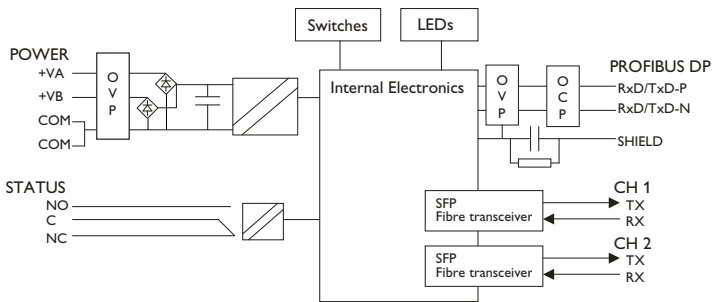 Switches
LEDs
POWER
+VA
+VB
COM
COM
O
V
P
Internal Electronics
O
V
P
O
C
P
PROFIBUS DP
RxD/TxD-P
RxD/TxD-N
SHIELD
STATUS
NO
C
NC
SFP
Fibre transceiver
CH 1
TX
RX
SFP
Fibre transceiver
CH 2
TX
RX